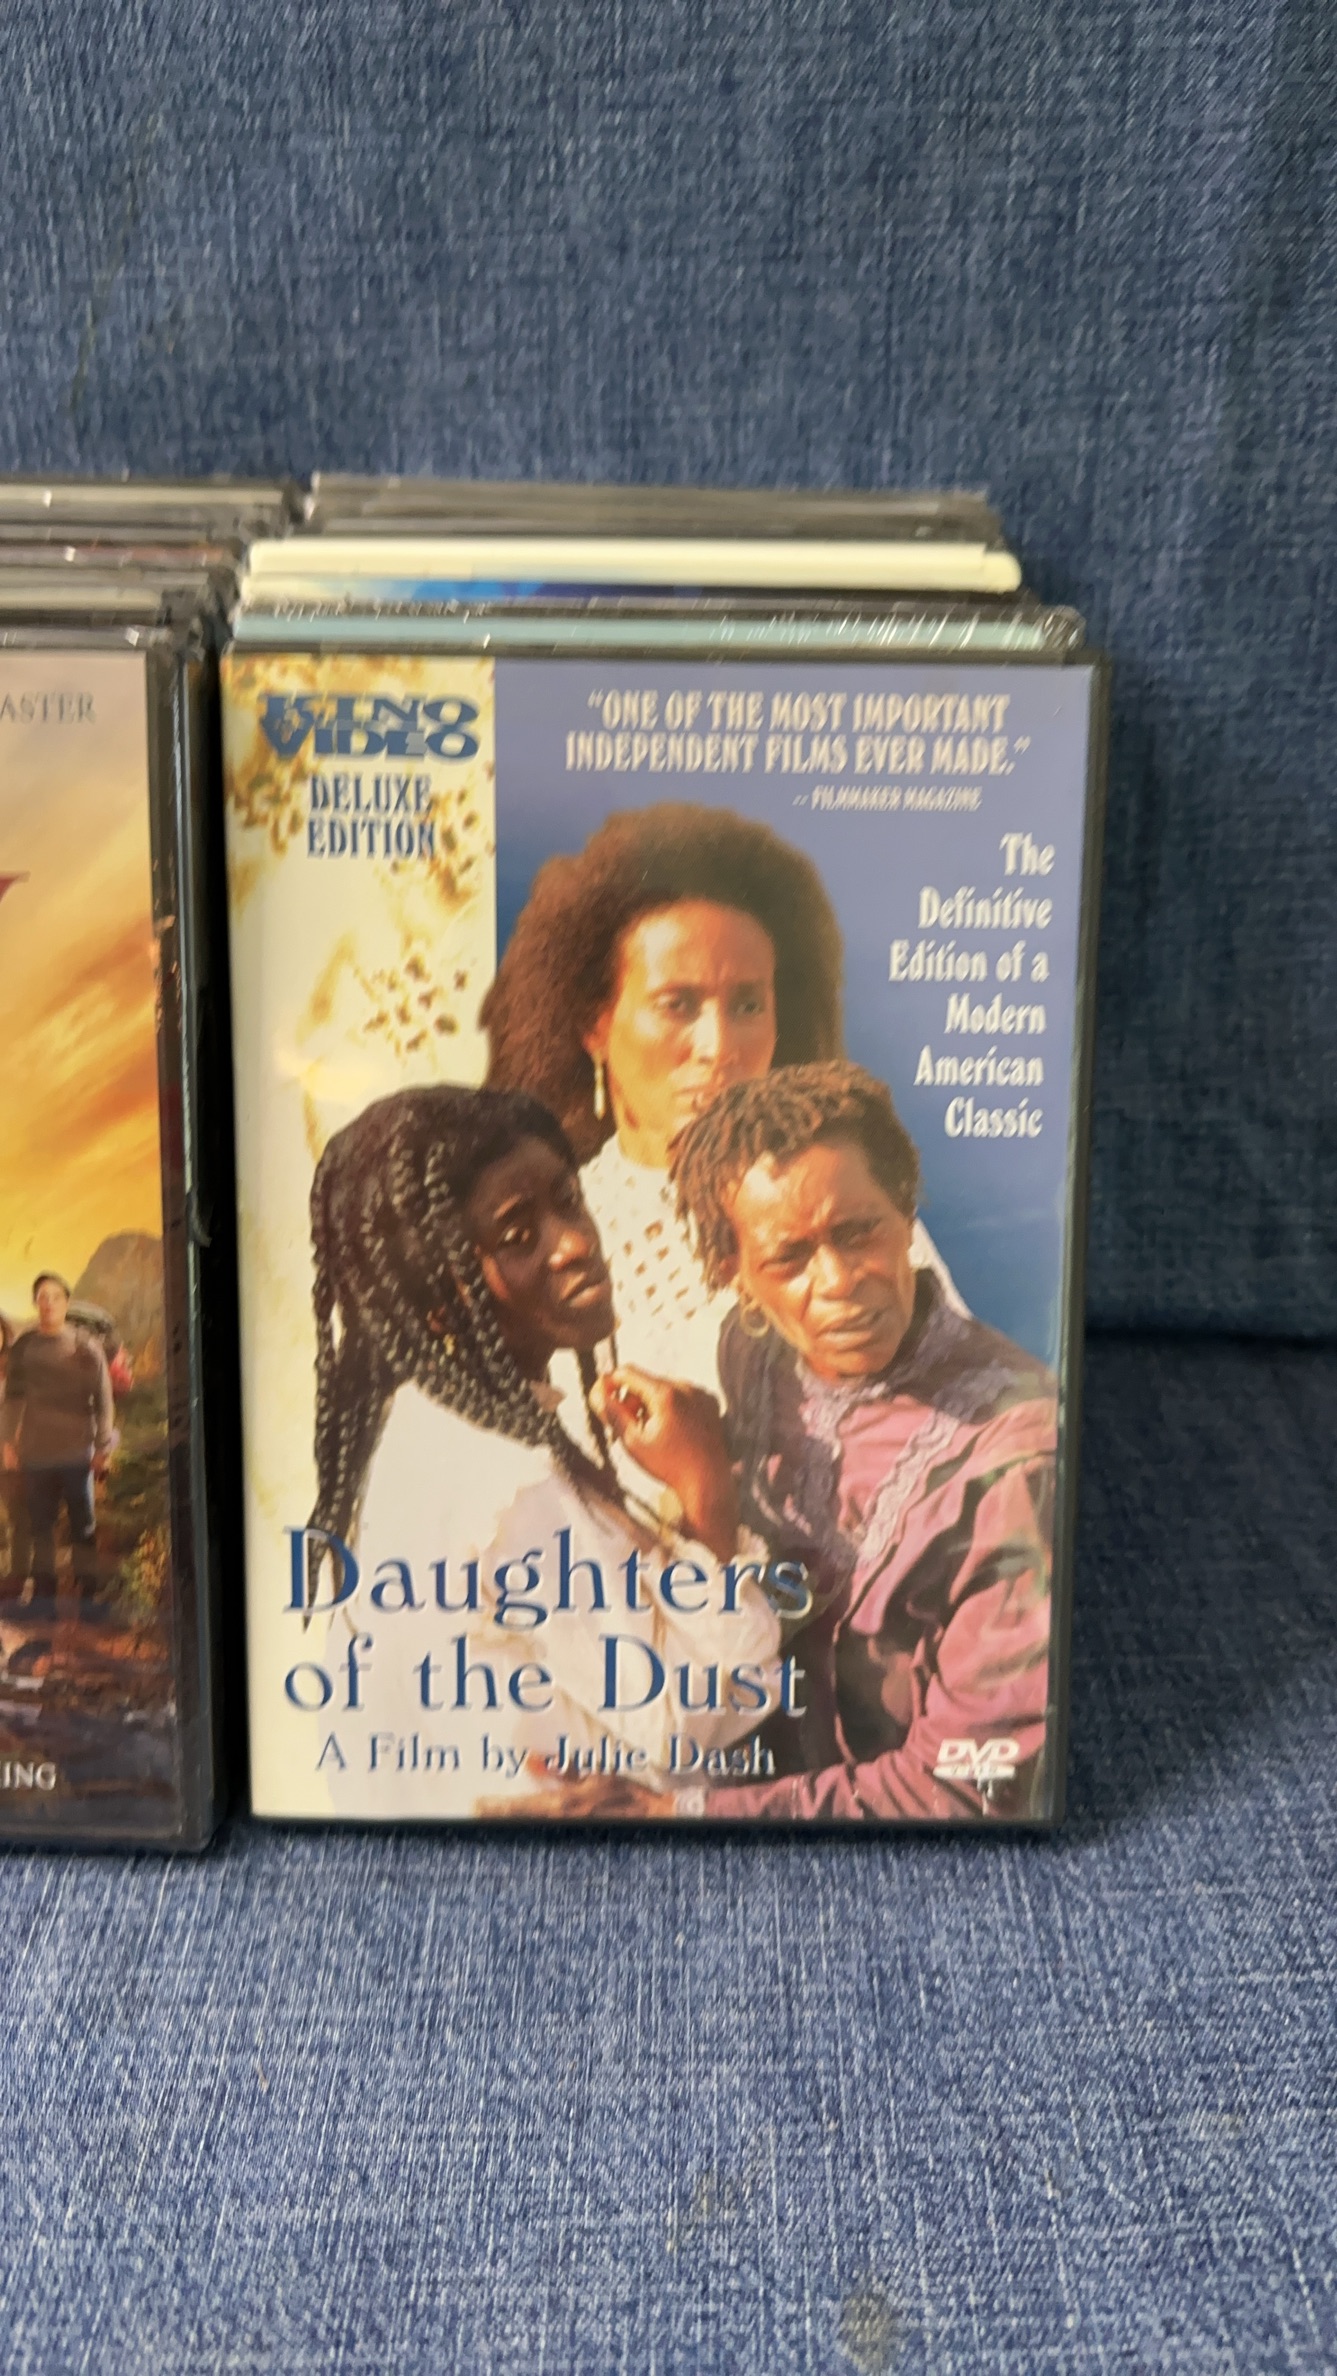 ASTER
KINO
VIDEO
DELUXE
EDITION
"ONE OF THE MOST IMPORTANT
INDEPENDENT FILMS EVER MADE."
-- FILMMAKER MAGAZINE
The
Definitive
Edition of a
Modern
American
Classic
Daughters
of the Dust
A Film by Julie Dash
DVD
ING